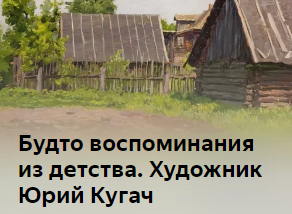 Будто воспоминания
из детства. Художник
Юрий Кугач